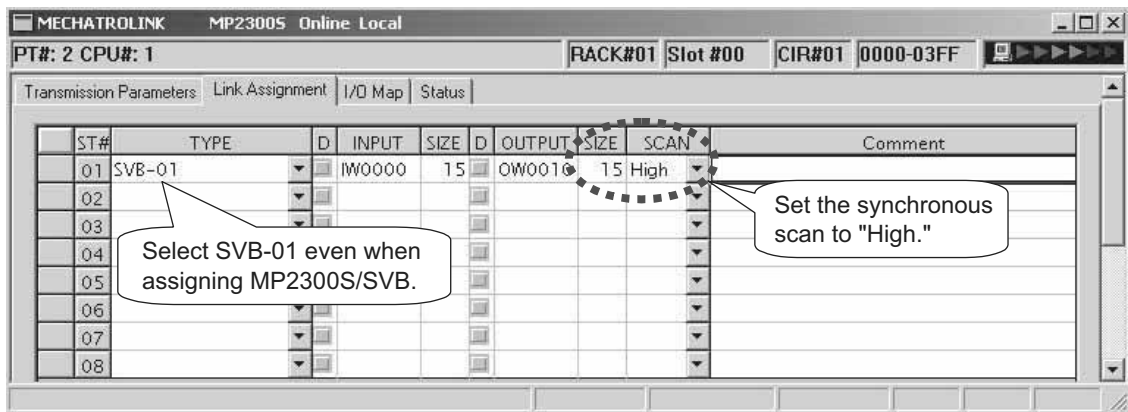 MECHATROLINK MP2300S Online Local
PT#: 2 CPU#: 1 RACK#01 Slot #00 CIR#01 0000-03FF
Transmission Parameters Link Assignment I/O Map Status
ST# TYPE D INPUT SIZE D OUTPUT SIZE SCAN Comment
01 SVB-01 IW0000 15 OW0010 15 High
02
03
04
05
06
07
08
Select SVB-01 even when
assigning MP2300S/SVB.
Set the synchronous
scan to "High."